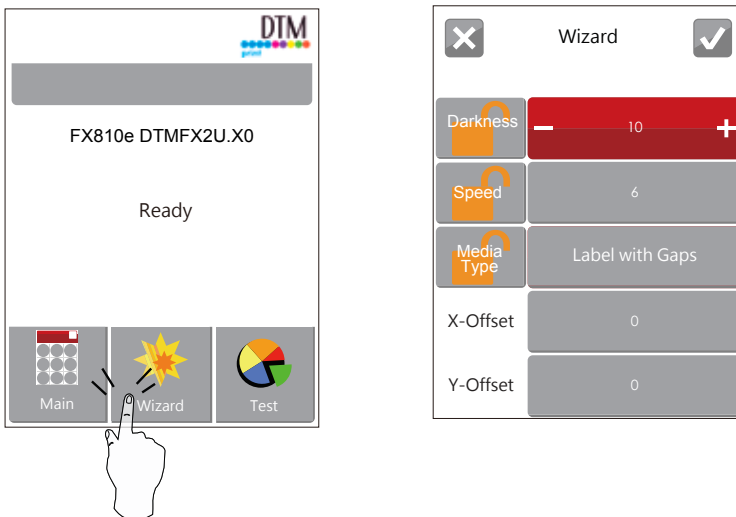 DTM
print
FX810e DTMFX2U.X0
Ready
Main
Wizard
Test
Wizard
Darkness
10
Speed
6
Media
Type
Label with Gaps
X-Offset
0
Y-Offset
0